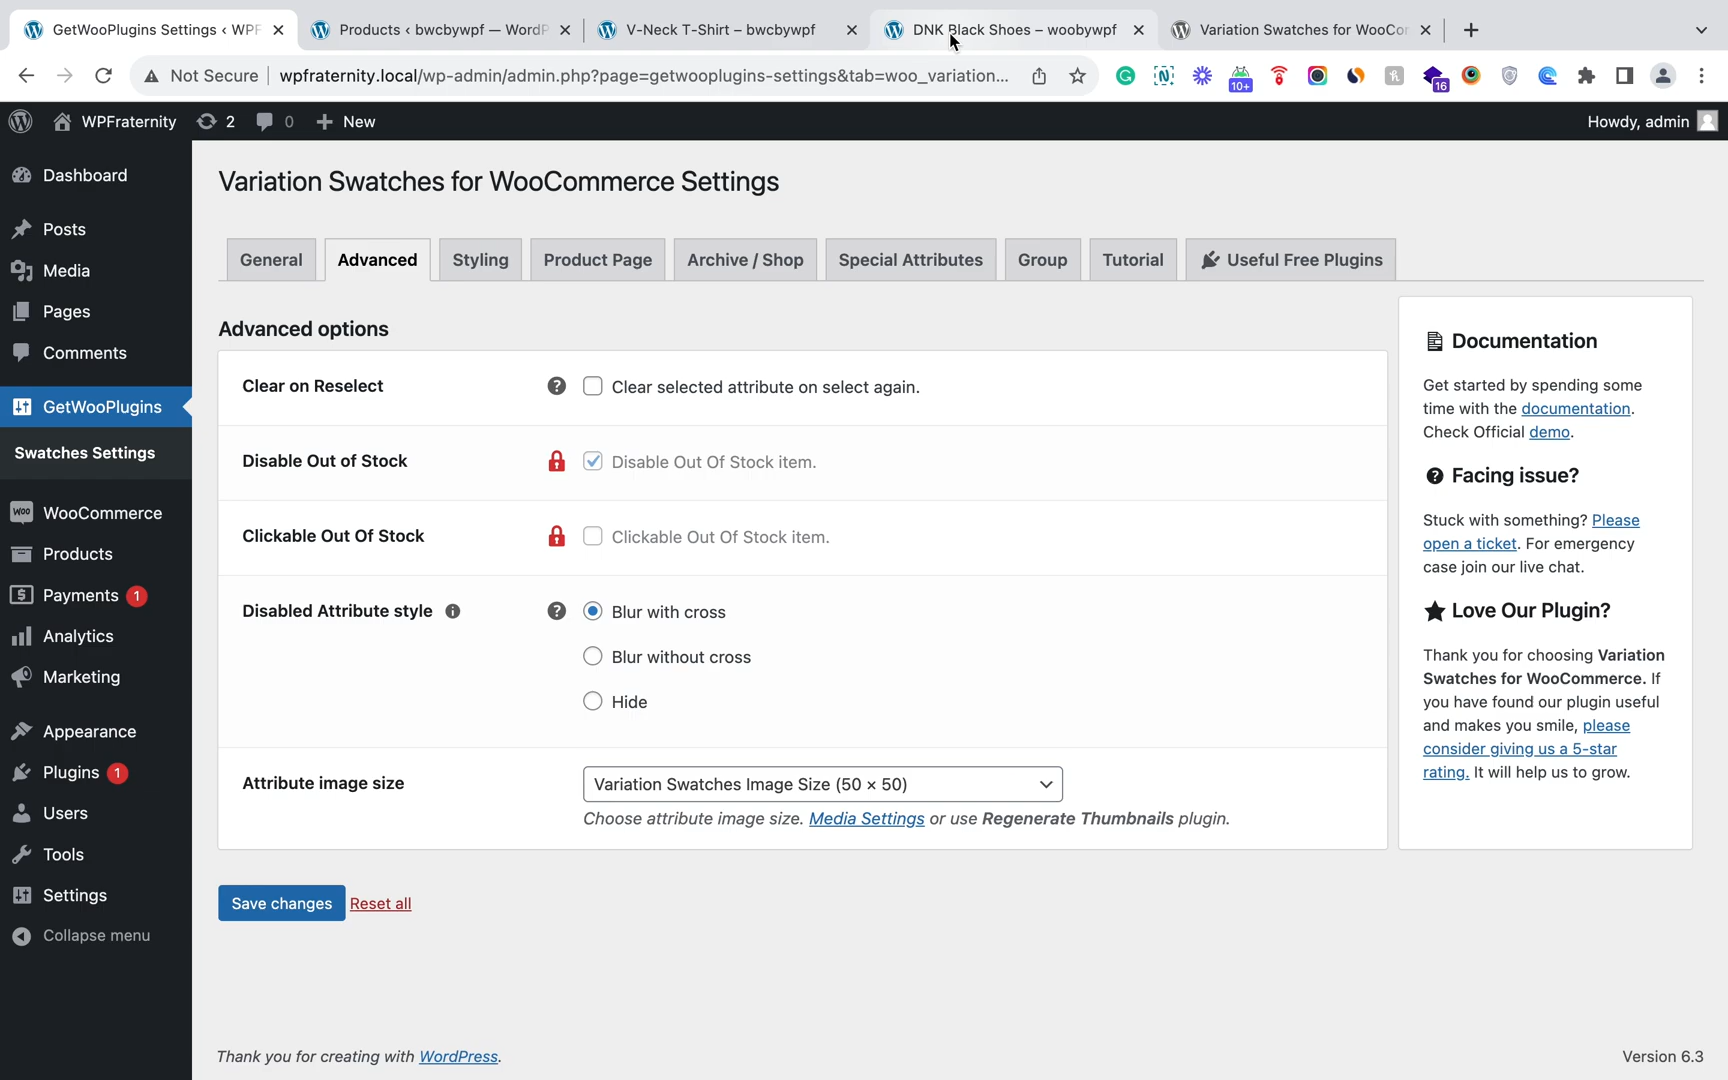 GetWooPlugins Settings ‹ WPF
Products ‹ bwcbywpf — WordP
V-Neck T-Shirt – bwcbywpf
DNK Black Shoes – woobywpf
Variation Swatches for WooCor
Not Secure
wpfraternity.local/wp-admin/admin.php?page=getwooplugins-settings&tab=woo_variation...
10+
16
WPFraternity
2
0
New
Howdy, admin
Dashboard
Posts
Media
Pages
Comments
GetWooPlugins
Swatches Settings
WooCommerce
Products
Payments 1
Analytics
Marketing
Appearance
Plugins 1
Users
Tools
Settings
Collapse menu
Variation Swatches for WooCommerce Settings
General
Advanced
Styling
Product Page
Archive / Shop
Special Attributes
Group
Tutorial
Useful Free Plugins
Advanced options
Clear on Reselect
Clear selected attribute on select again.
Disable Out of Stock
Disable Out Of Stock item.
Clickable Out Of Stock
Clickable Out Of Stock item.
Disabled Attribute style
Blur with cross
Blur without cross
Hide
Attribute image size
Variation Swatches Image Size (50 × 50)
Choose attribute image size. Media Settings or use Regenerate Thumbnails plugin.
Save changes
Reset all
Documentation
Get started by spending some
time with the documentation.
Check Official demo.
Facing issue?
Stuck with something? Please
open a ticket. For emergency
case join our live chat.
Love Our Plugin?
Thank you for choosing Variation
Swatches for WooCommerce. If
you have found our plugin useful
and makes you smile, please
consider giving us a 5-star
rating. It will help us to grow.
Thank you for creating with WordPress.
Version 6.3